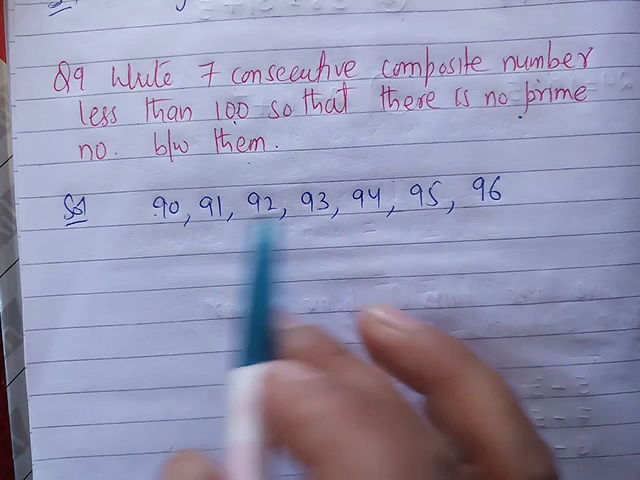 Q9 Write 7 consecutive composite number
less than 100 so that there is no prime
no. b/w them.
Sol 90, 91, 92, 93, 94, 95, 96